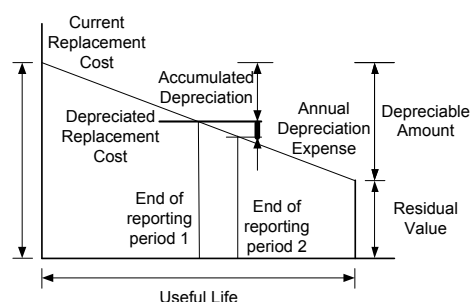 Current
Replacement
Cost
Accumulated
Depreciation
Depreciated
Replacement
Cost
Annual
Depreciation
Expense
Depreciable
Amount
End of
reporting
period 1
End of
reporting
period 2
Residual
Value
Useful Life